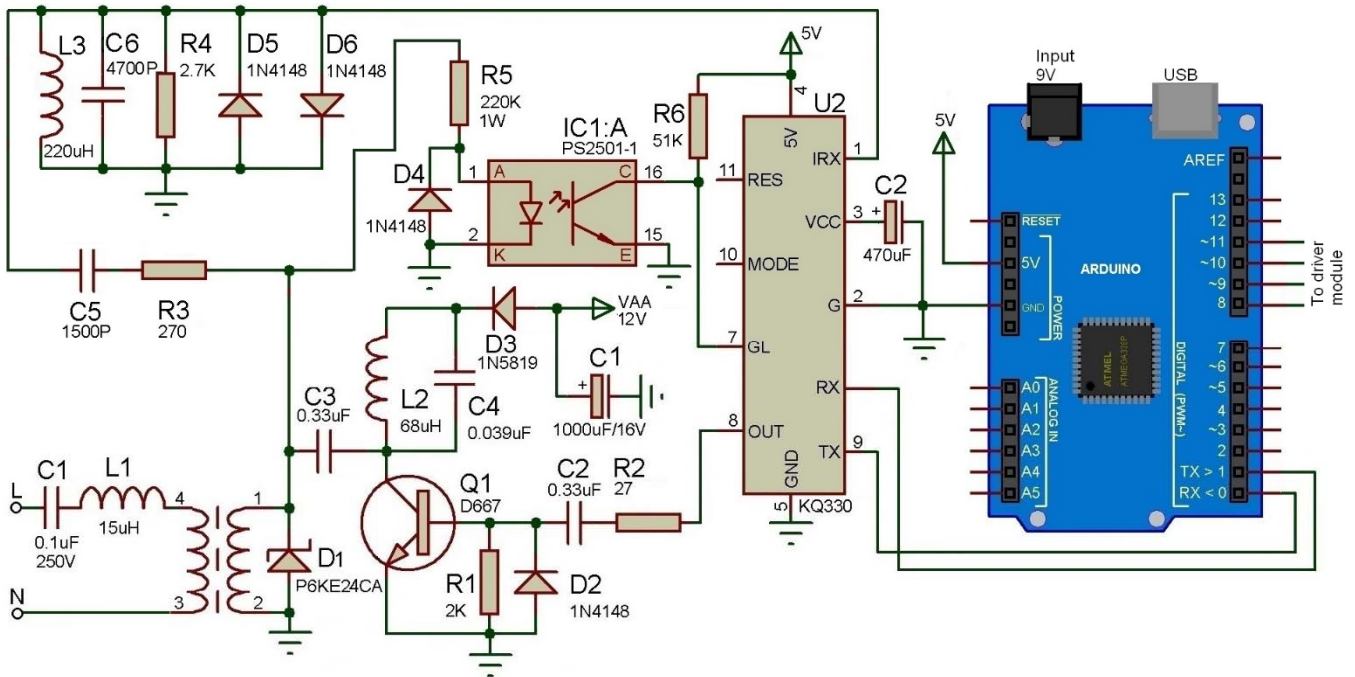 L3
220uH
C6
4700P
R4
2.7K
D5
1N4148
D6
1N4148
R5
220K
1W
IC1:A
PS2501-1
1
A
2
K
C
16
E
15
D4
1N4148
R6
51K
5V
4
U2
5V
IRX
1
11
RES
VCC
3
10
MODE
G
2
7
GL
RX
8
OUT
TX
9
GND
5
KQ330
C2
+
470uF
C5
1500P
R3
270
VAA
12V
D3
1N5819
C1
+
1000uF/16V
L2
68uH
C4
0.039uF
C3
0.33uF
Q1
D667
C2
0.33uF
R2
27
R1
2K
D2
1N4148
L
C1
0.1uF
250V
L1
15uH
4
1
3
2
N
D1
P6KE24CA
Input
9V
USB
5V
RESET
5V
GND
POWER
ARDUINO
ATMEL
ATMEGA328P
A0
A1
A2
A3
A4
A5
ANALOG IN
AREF
13
12
~11
~10
~9
8
7
~6
~5
4
~3
2
TX > 1
RX < 0
DIGITAL (PWM~)
To driver
module